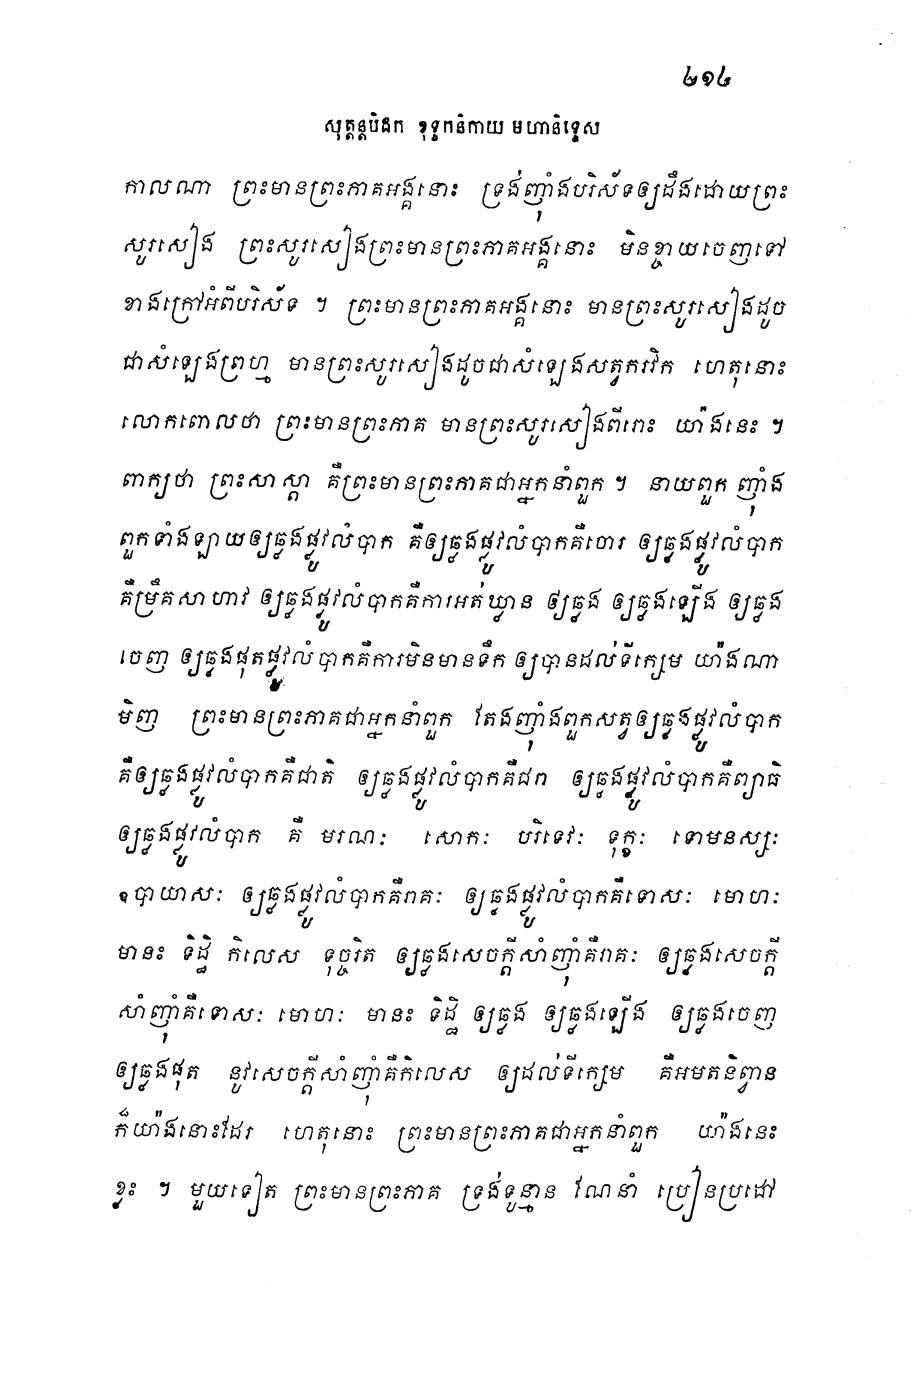 ២១៤
សុត្តន្តបិដក ខុទ្ទកនិកាយ មហានិទ្ទេស
កាលណា ព្រះមានព្រះភាគអង្គនោះ ទ្រង់ញ៉ាំងបរិស័ទឲ្យដឹងដោយព្រះ
សូរសៀង ព្រះសូរសៀងព្រះមានព្រះភាគអង្គនោះ មិនខ្ចាយចេញទៅ
ខាងក្រៅអំពីបរិស័ទ ។ ព្រះមានព្រះភាគអង្គនោះ មានព្រះសូរសៀងដូច
ជាសំឡេងព្រហ្ម មានព្រះសូរសៀងដូចជាសំឡេងសត្វករវិក ហេតុនោះ
លោកពោលថា ព្រះមានព្រះភាគ មានព្រះសូរសៀងពីរោះ យ៉ាងនេះ ។
ពាក្យថា ព្រះសាស្តា គឺព្រះមានព្រះភាគជាអ្នកនាំពួក ។ នាយពួក ញ៉ាំង
ពួកទាំងឡាយឲ្យឆ្លងផ្លូវលំបាក គឺឲ្យឆ្លងផ្លូវលំបាកគឺចោរ ឲ្យឆ្លងផ្លូវលំបាក
គឺម្រឹគសាហាវ ឲ្យឆ្លងផ្លូវលំបាកគឺការអត់ឃ្លាន ឲ្យឆ្លង ឲ្យឆ្លងឡើង ឲ្យឆ្លង
ចេញ ឲ្យឆ្លងផុតផ្លូវលំបាកគឺការមិនមានទឹក ឲ្យបានដល់ទីក្សេម យ៉ាងណា
មិញ ព្រះមានព្រះភាគជាអ្នកនាំពួក តែងញ៉ាំងពួកសត្វឲ្យឆ្លងផ្លូវលំបាក
គឺឲ្យឆ្លងផ្លូវលំបាកគឺជាតិ ឲ្យឆ្លងផ្លូវលំបាកគឺជរា ឲ្យឆ្លងផ្លូវលំបាកគឺព្យាធិ
ឲ្យឆ្លងផ្លូវលំបាក គឺ មរណៈ សោកៈ បរិទេវៈ ទុក្ខៈ ទោមនស្សៈ
ឧបាយាសៈ ឲ្យឆ្លងផ្លូវលំបាកគឺរាគៈ ឲ្យឆ្លងផ្លូវលំបាកគឺទោសៈ មោហៈ
មានះ ទិដ្ឋិ កិលេស ទុច្ចរិត ឲ្យឆ្លងសេចក្តីសាំញ៉ាំគឺរាគៈ ឲ្យឆ្លងសេចក្តី
សាំញ៉ាំគឺទោសៈ មោហៈ មានះ ទិដ្ឋិ ឲ្យឆ្លង ឲ្យឆ្លងឡើង ឲ្យឆ្លងចេញ
ឲ្យឆ្លងផុត នូវសេចក្តីសាំញ៉ាំគឺកិលេស ឲ្យដល់ទីក្សេម គឺអមតនិព្វាន
ក៏យ៉ាងនោះដែរ ហេតុនោះ ព្រះមានព្រះភាគជាអ្នកនាំពួក យ៉ាងនេះ
ខ្លះ ។ មួយទៀត ព្រះមានព្រះភាគ ទ្រង់ទូន្មាន ណែនាំ ប្រៀនប្រដៅ